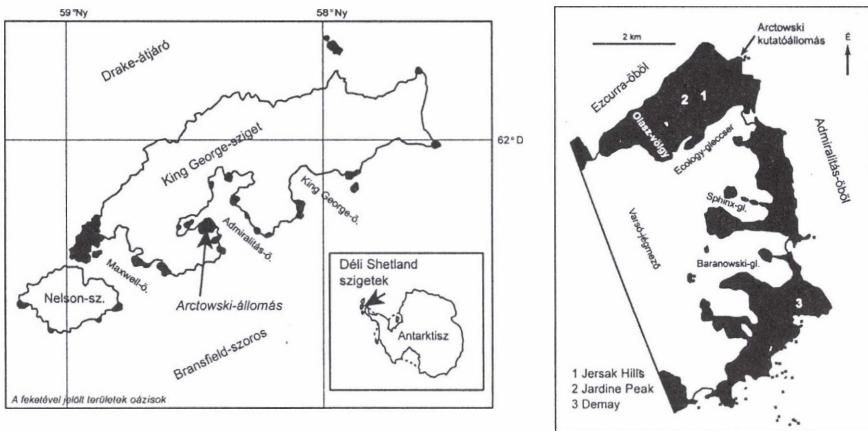 59°Ny
58°Ny
Drake-átjáró
62°D
King George-sziget
King George-ö.
Admiralitás-ö.
Maxwell-ö.
Nelson-sz.
Arctowski-állomás
Bransfield-szoros
Déli Shetland
szigetek
Antarktisz
A feketével jelölt területek oázisok
2 km
Arctowski
kutatóállomás
É
Ezcurra-öböl
2 1
Olasz-völgy
Ecology-gleccser
Admiralitás-öböl
Sphinx-gl.
Varsó-jégmező
Baranowski-gl.
3
1 Jersak Hills
2 Jardine Peak
3 Demay